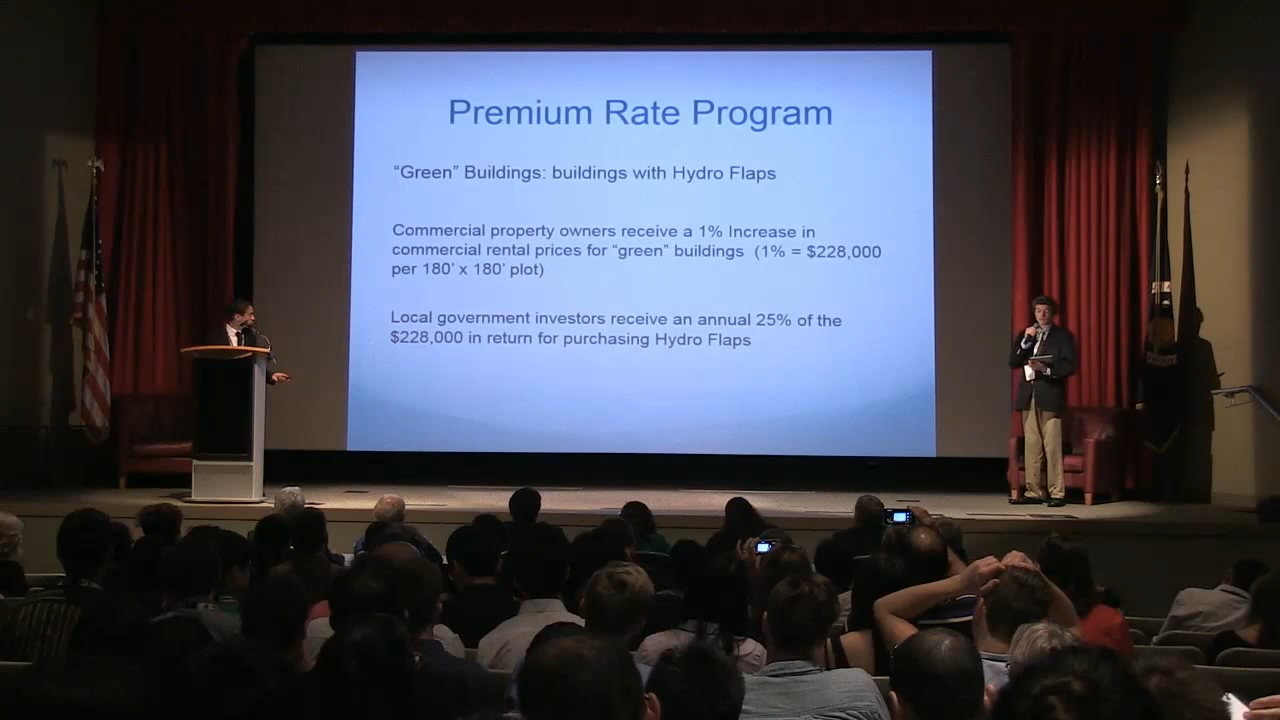 Premium Rate Program
“Green” Buildings: buildings with Hydro Flaps
Commercial property owners receive a 1% Increase in
commercial rental prices for “green” buildings (1% = $228,000
per 180’ x 180’ plot)
Local government investors receive an annual 25% of the
$228,000 in return for purchasing Hydro Flaps